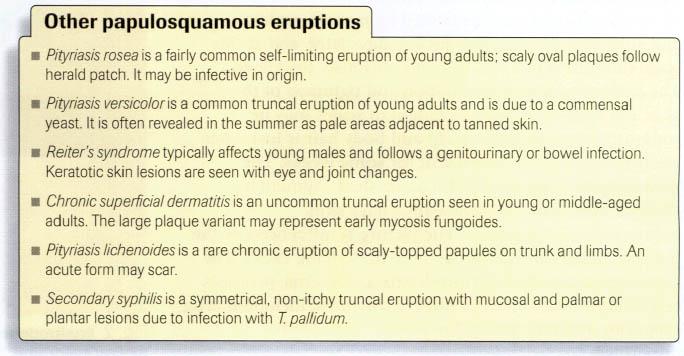 Other papulosquamous eruptions
■ Pityriasis rosea is a fairly common self-limiting eruption of young adults; scaly oval plaques follow
herald patch. It may be infective in origin.
■ Pityriasis versicolor is a common truncal eruption of young adults and is due to a commensal
yeast. It is often revealed in the summer as pale areas adjacent to tanned skin.
■ Reiter's syndrome typically affects young males and follows a genitourinary or bowel infection.
Keratotic skin lesions are seen with eye and joint changes.
■ Chronic superficial dermatitis is an uncommon truncal eruption seen in young or middle-aged
adults. The large plaque variant may represent early mycosis fungoides.
■ Pityriasis lichenoides is a rare chronic eruption of scaly-topped papules on trunk and limbs. An
acute form may scar.
■ Secondary syphilis is a symmetrical, non-itchy truncal eruption with mucosal and palmar or
plantar lesions due to infection with T. pallidum.